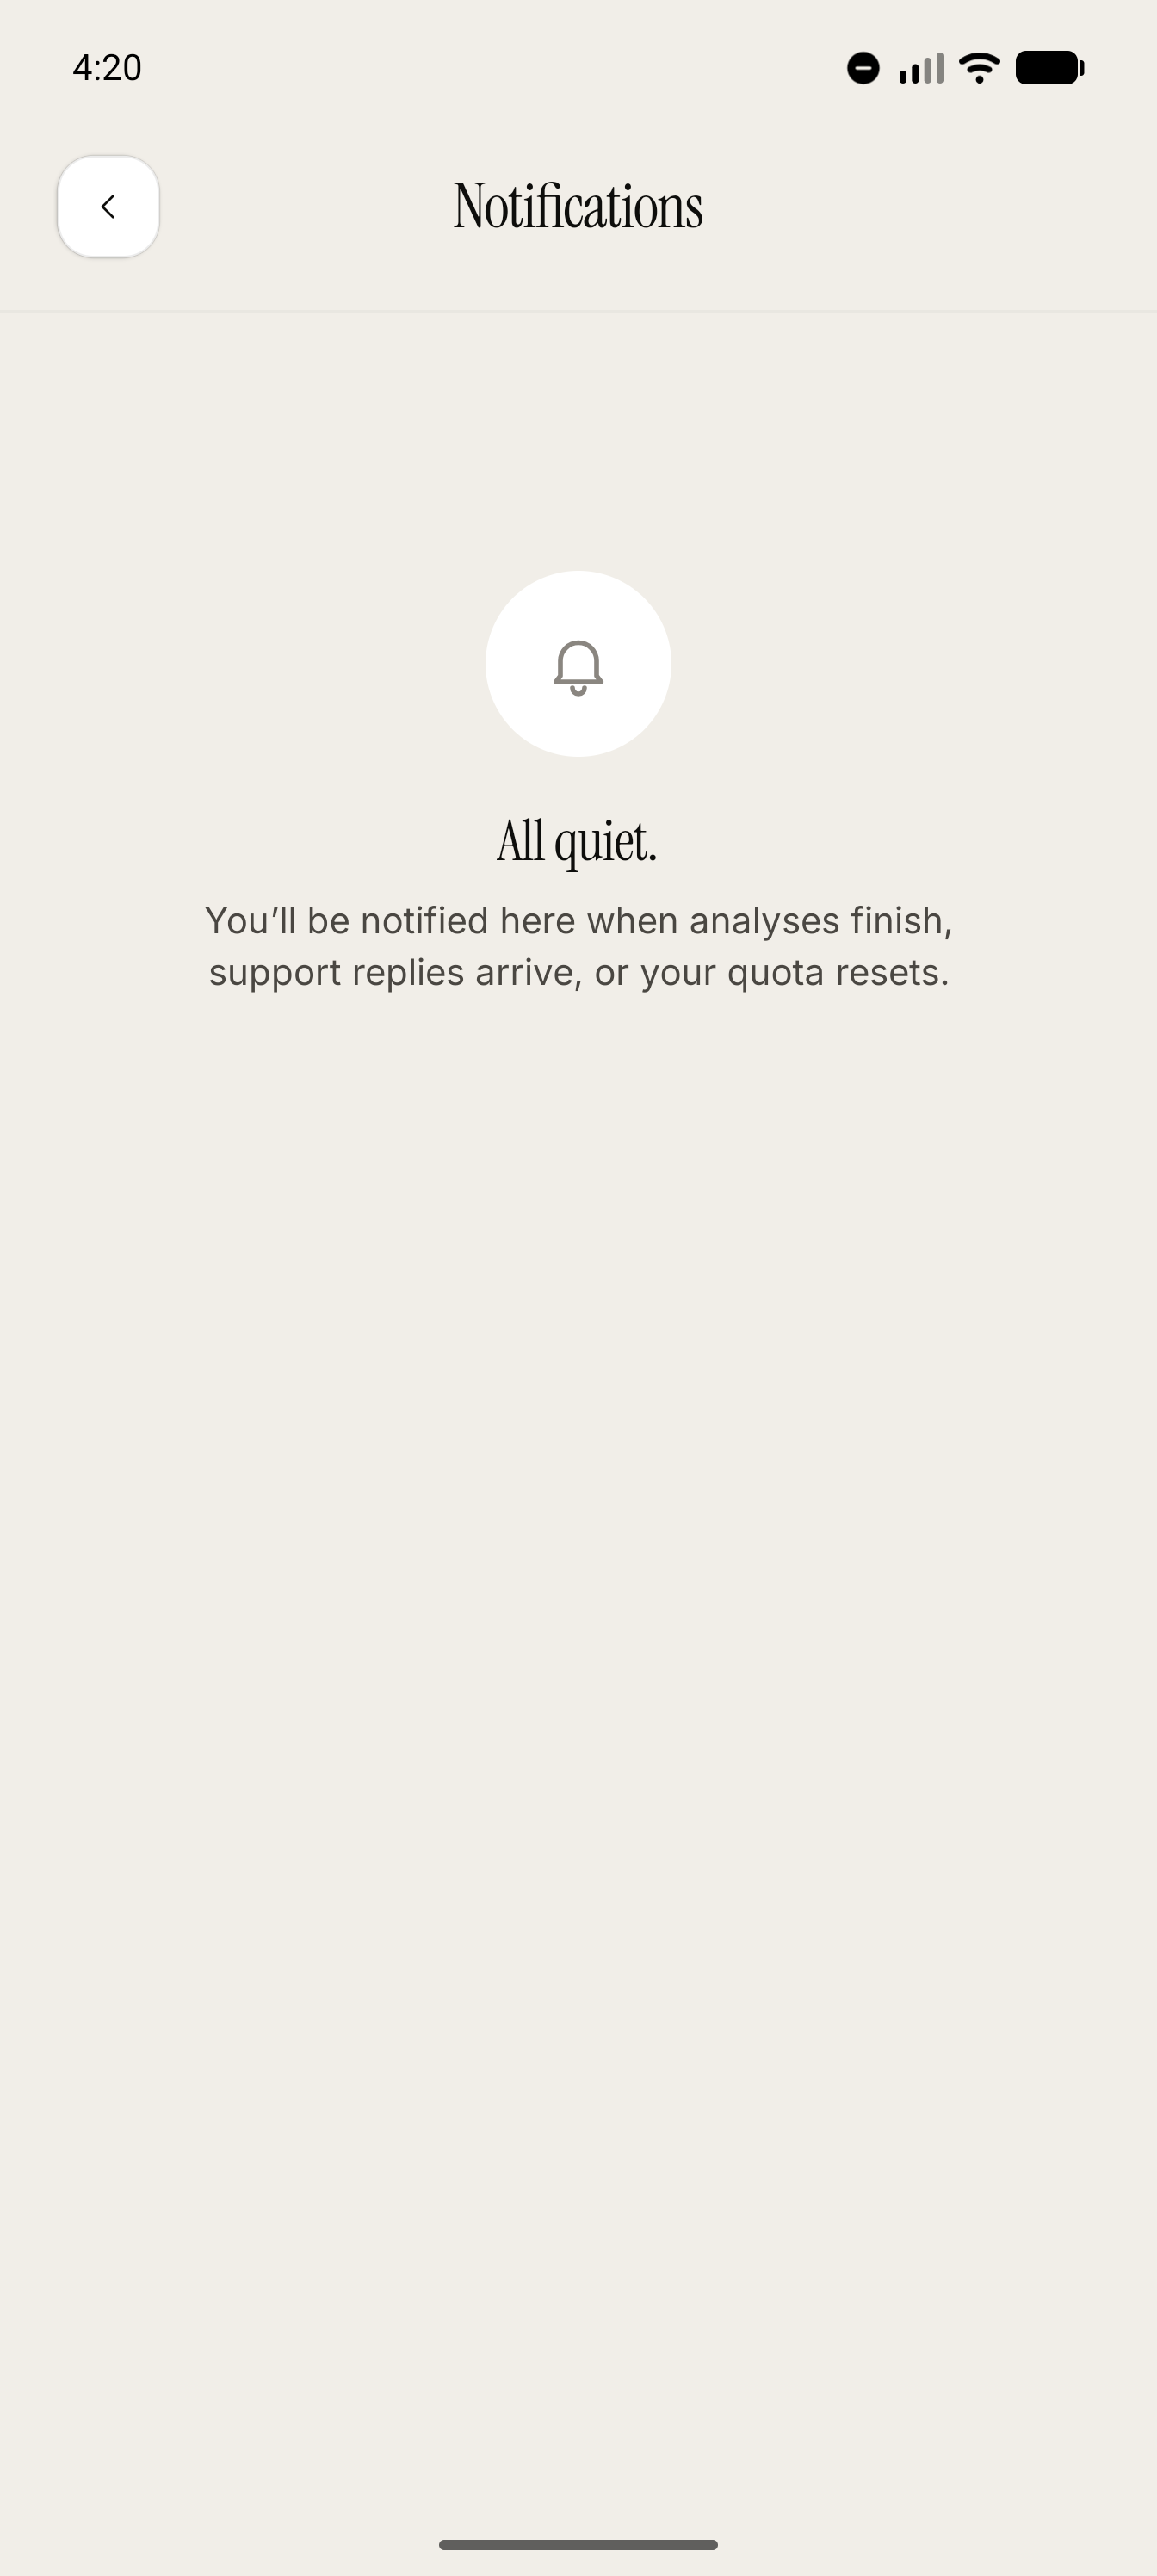 4:20
Notifications
All quiet.
You’ll be notified here when analyses finish,
support replies arrive, or your quota resets.